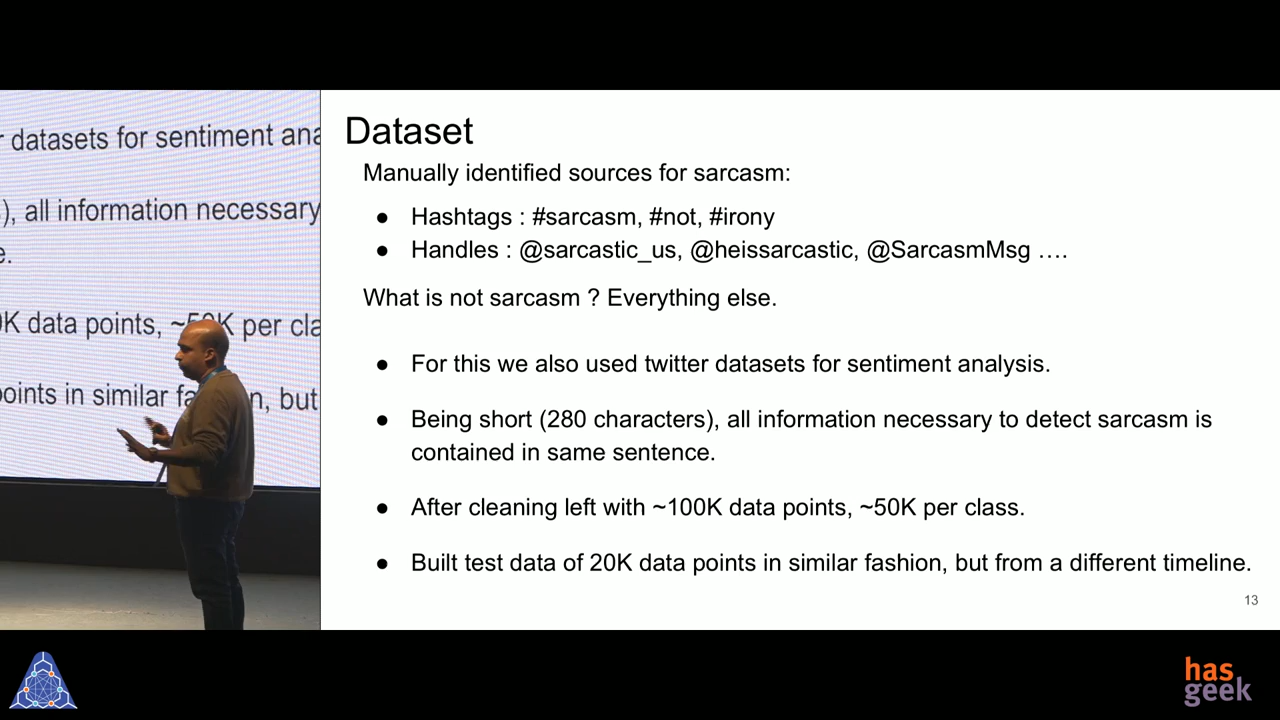 r datasets for sentiment ana
), all information necessary
e.
0K data points, ~50K per cla
points in similar fa n, but
Dataset
Manually identified sources for sarcasm:
● Hashtags : #sarcasm, #not, #irony
● Handles : @sarcastic_us, @heissarcastic, @SarcasmMsg ....
What is not sarcasm ? Everything else.
● For this we also used twitter datasets for sentiment analysis.
● Being short (280 characters), all information necessary to detect sarcasm is
contained in same sentence.
● After cleaning left with ~100K data points, ~50K per class.
● Built test data of 20K data points in similar fashion, but from a different timeline.
13
has
geek